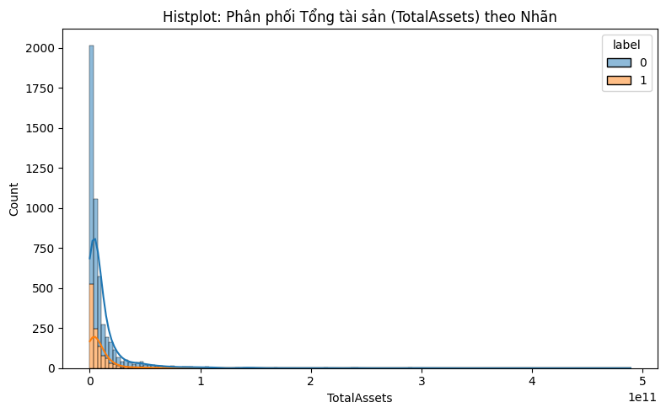 Histplot: Phân phối Tổng tài sản (TotalAssets) theo Nhãn
label
0
1
2000
1750
1500
1250
1000
750
500
250
0
Count
0 1 2 3 4 5
1e11
TotalAssets